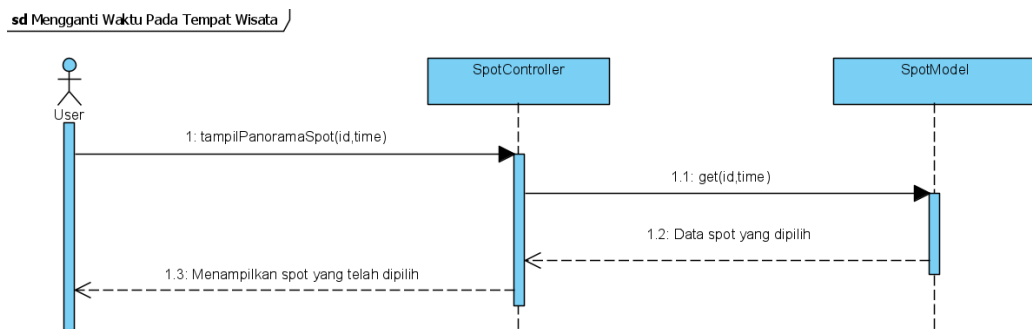 sd Mengganti Waktu Pada Tempat Wisata
User
SpotController
SpotModel
1: tampilPanoramaSpot(id,time)
1.1: get(id,time)
1.2: Data spot yang dipilih
1.3: Menampilkan spot yang telah dipilih